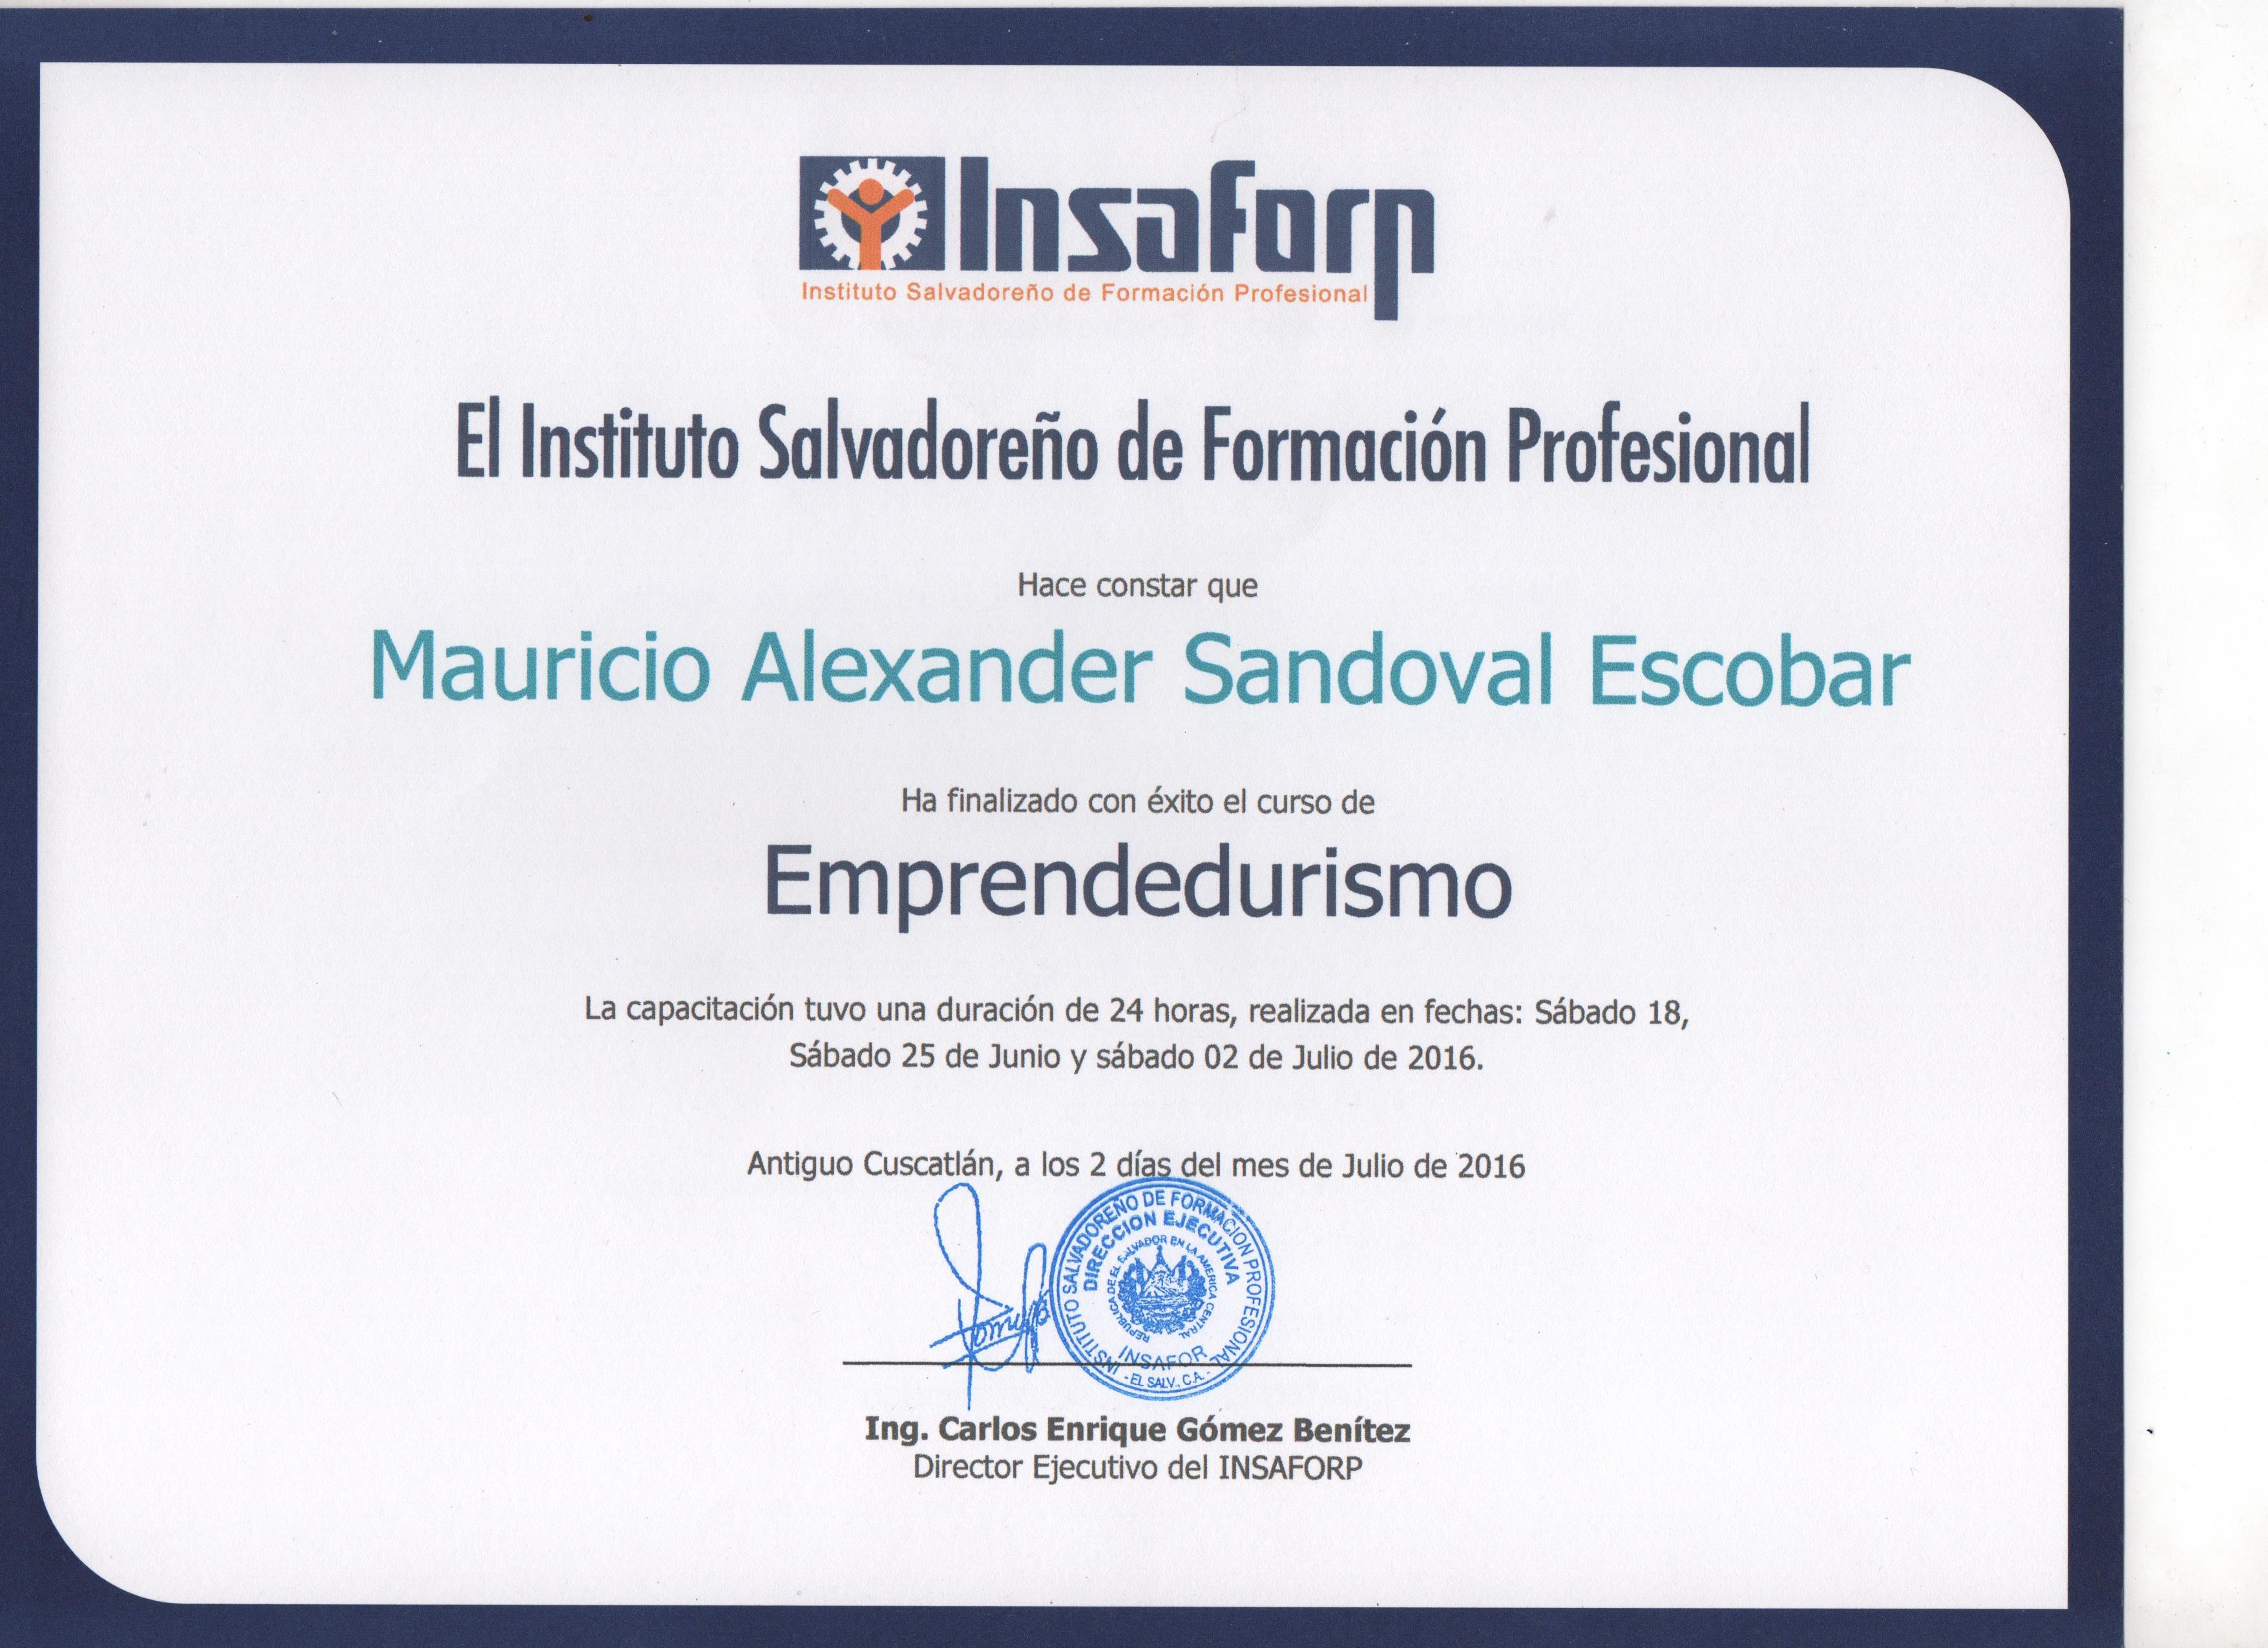 Insaforp
Instituto Salvadoreño de Formación Profesional
El Instituto Salvadoreño de Formación Profesional
Hace constar que
Mauricio Alexander Sandoval Escobar
Ha finalizado con éxito el curso de
Emprendedurismo
La capacitación tuvo una duración de 24 horas, realizada en fechas: Sábado 18,
Sábado 25 de Junio y sábado 02 de Julio de 2016.
Antiguo Cuscatlán, a los 2 días del mes de Julio de 2016
INSTITUTO SALVADOREÑO DE FORMACION PROFESIONAL
DIRECCION EJECUTIVA
REPUBLICA DE EL SALVADOR EN LA AMERICA CENTRAL
INSAFOR
- EL SALV., C.A. -
Ing. Carlos Enrique Gómez Benítez
Director Ejecutivo del INSAFORP